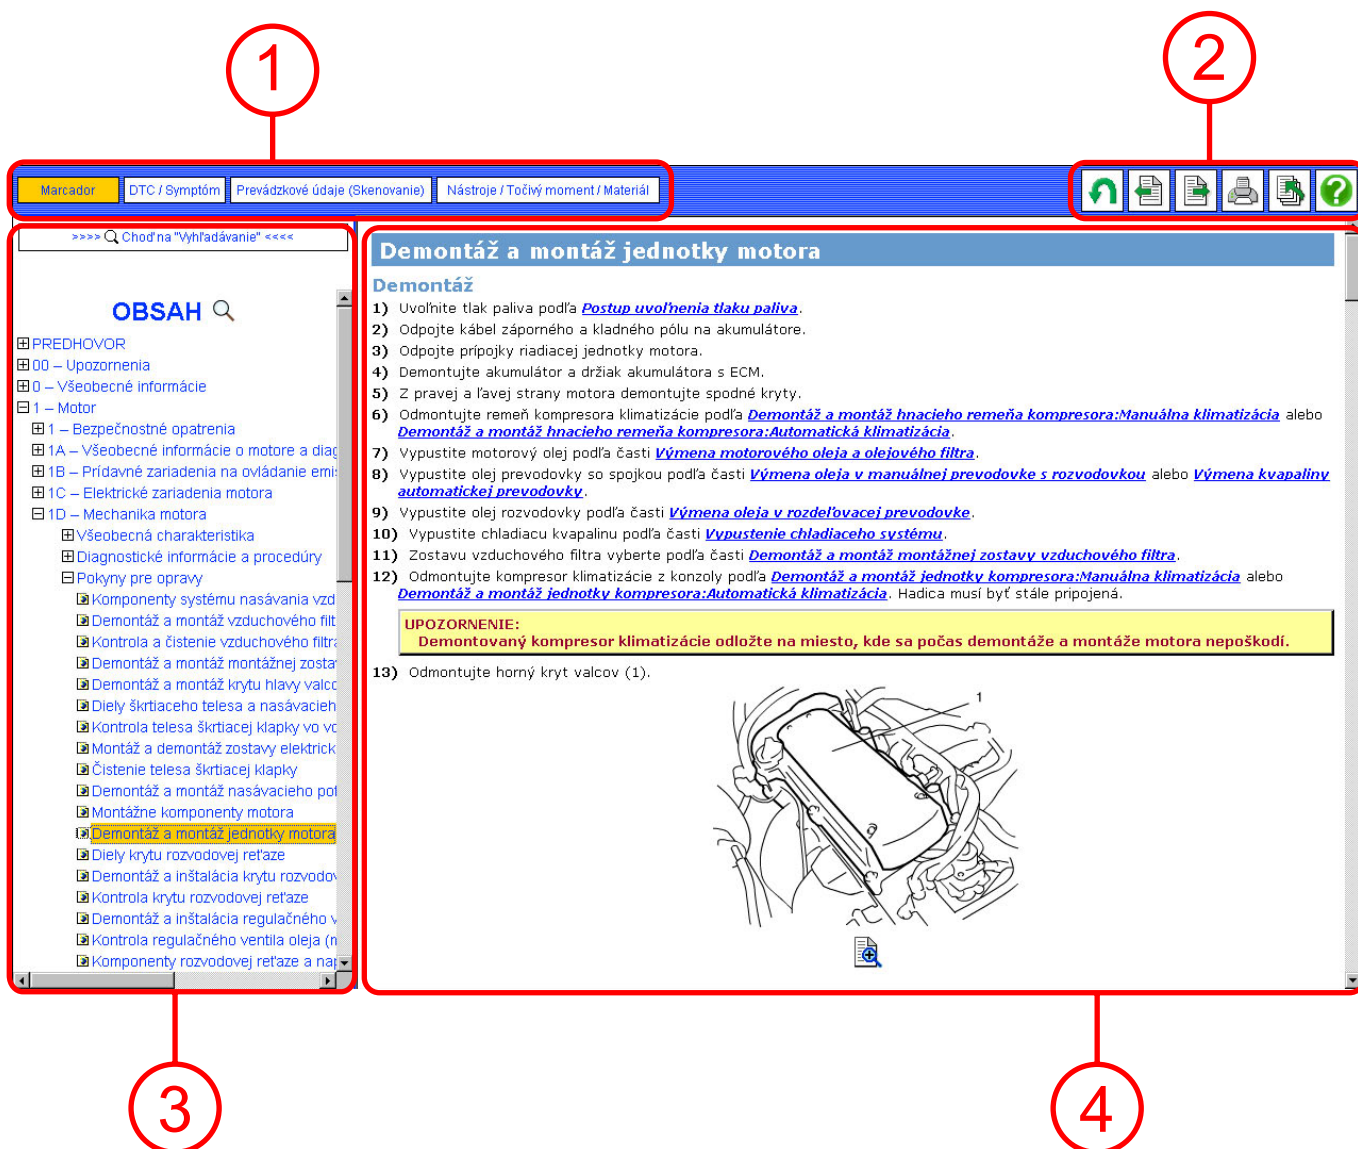 1
2
Marcador
DTC / Symptóm
Prevádzkové údaje (Skenovanie)
Nástroje / Točivý moment / Materiál
>>>> Choď na "Vyhľadávanie" <<<<
OBSAH
PREDHOVOR
00 – Upozornenia
0 – Všeobecné informácie
1 – Motor
1 – Bezpečnostné opatrenia
1A – Všeobecné informácie o motore a diag
1B – Prídavné zariadenia na ovládanie emis
1C – Elektrické zariadenia motora
1D – Mechanika motora
Všeobecná charakteristika
Diagnostické informácie a procedúry
Pokyny pre opravy
Komponenty systému nasávania vzd
Demontáž a montáž vzduchového filt
Kontrola a čistenie vzduchového filtra
Demontáž a montáž montážnej zostav
Demontáž a montáž krytu hlavy valco
Diely škrtiaceho telesa a nasávacieh
Kontrola telesa škrtiacej klapky vo vo
Montáž a demontáž zostavy elektrick
Čistenie telesa škrtiacej klapky
Demontáž a montáž nasávacieho pot
Montážne komponenty motora
Demontáž a montáž jednotky motora
Diely krytu rozvodovej reťaze
Demontáž a inštalácia krytu rozvodov
Kontrola krytu rozvodovej reťaze
Demontáž a inštalácia regulačného v
Kontrola regulačného ventila oleja (n
Komponenty rozvodovej reťaze a nap
Demontáž a montáž jednotky motora
Demontáž
1) Uvoľnite tlak paliva podľa Postup uvoľnenia tlaku paliva.
2) Odpojte kábel záporného a kladného pólu na akumulátore.
3) Odpojte prípojky riadiacej jednotky motora.
4) Demontujte akumulátor a držiak akumulátora s ECM.
5) Z pravej a ľavej strany motora demontujte spodné kryty.
6) Odmontujte remeň kompresora klimatizácie podľa Demontáž a montáž hnacieho remeňa kompresora:Manuálna klimatizácia alebo
Demontáž a montáž hnacieho remeňa kompresora:Automatická klimatizácia.
7) Vypustite motorový olej podľa časti Výmena motorového oleja a olejového filtra.
8) Vypustite olej prevodovky so spojkou podľa časti Výmena oleja v manuálnej prevodovke s rozvodovkou alebo Výmena kvapaliny
automatickej prevodovky.
9) Vypustite olej rozvodovky podľa časti Výmena oleja v rozdeľovacej prevodovke.
10) Vypustite chladiacu kvapalinu podľa časti Vypustenie chladiaceho systému.
11) Zostavu vzduchového filtra vyberte podľa časti Demontáž a montáž montážnej zostavy vzduchového filtra.
12) Odmontujte kompresor klimatizácie z konzoly podľa Demontáž a montáž jednotky kompresora:Manuálna klimatizácia alebo
Demontáž a montáž jednotky kompresora:Automatická klimatizácia. Hadica musí byť stále pripojená.
UPOZORNENIE:
Demontovaný kompresor klimatizácie odložte na miesto, kde sa počas demontáže a montáže motora nepoškodí.
13) Odmontujte horný kryt valcov (1).
1
3
4